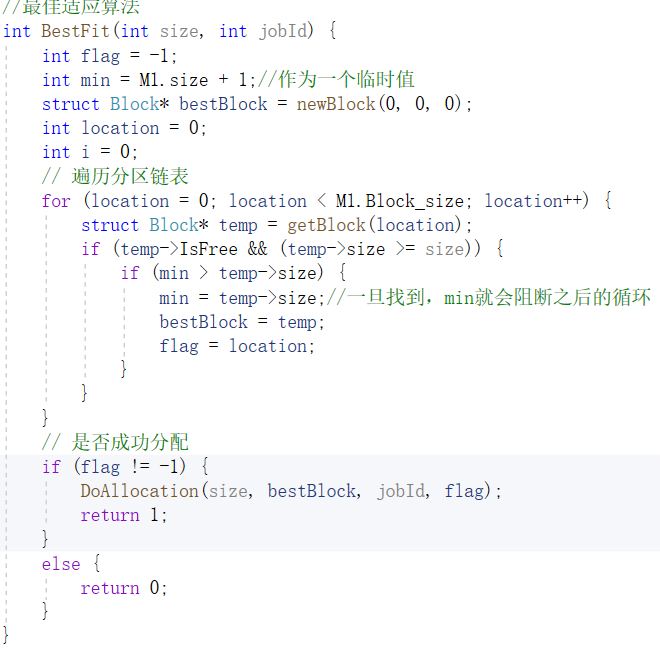 //最佳适应算法
int BestFit(int size, int jobId) {
int flag = -1;
int min = M1.size + 1;//作为一个临时值
struct Block* bestBlock = newBlock(0, 0, 0);
int location = 0;
int i = 0;
// 遍历分区链表
for (location = 0; location < M1.Block_size; location++) {
struct Block* temp = getBlock(location);
if (temp->IsFree && (temp->size >= size)) {
if (min > temp->size) {
min = temp->size;//一旦找到，min就会阻断之后的循环
bestBlock = temp;
flag = location;
}
}
}
// 是否成功分配
if (flag != -1) {
DoAllocation(size, bestBlock, jobId, flag);
return 1;
}
else {
return 0;
}
}